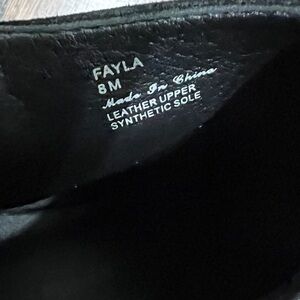 FAYLA
8 M
Made In China
LEATHER UPPER
SYNTHETIC SOLE